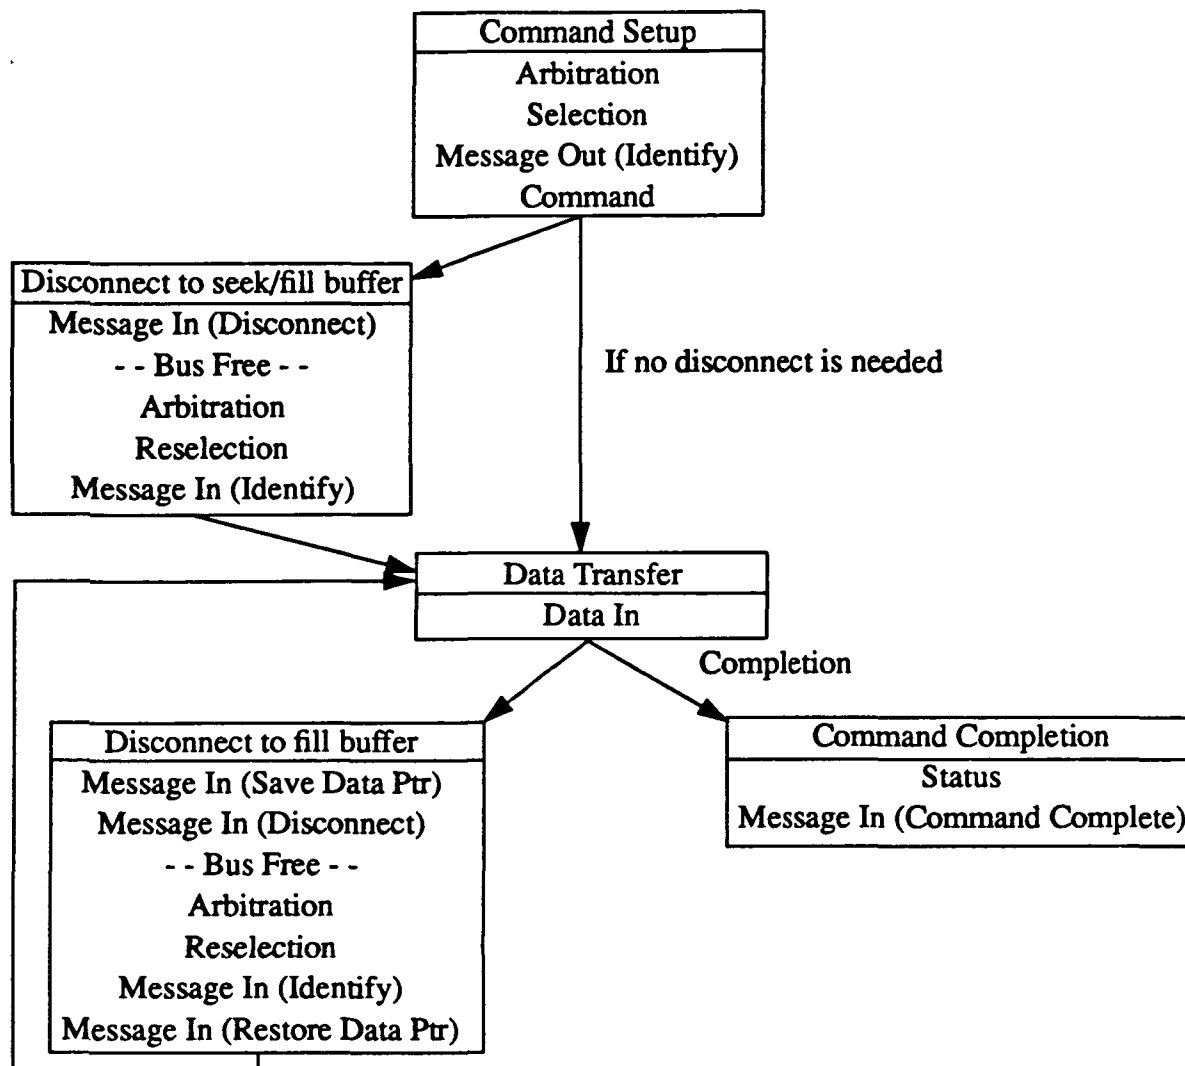 Command Setup
Arbitration
Selection
Message Out (Identify)
Command
Disconnect to seek/fill buffer
Message In (Disconnect)
- - Bus Free - -
Arbitration
Reselection
Message In (Identify)
If no disconnect is needed
Data Transfer
Data In
Completion
Disconnect to fill buffer
Message In (Save Data Ptr)
Message In (Disconnect)
- - Bus Free - -
Arbitration
Reselection
Message In (Identify)
Message In (Restore Data Ptr)
Command Completion
Status
Message In (Command Complete)